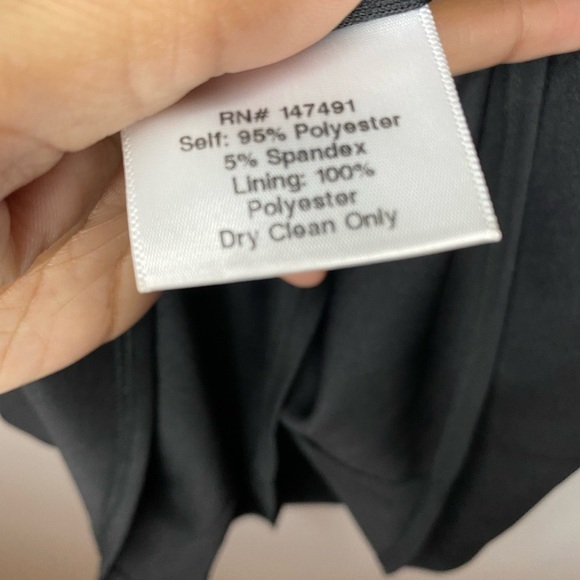 RN# 147491
Self: 95% Polyester
5% Spandex
Lining: 100%
Polyester
Dry Clean Only